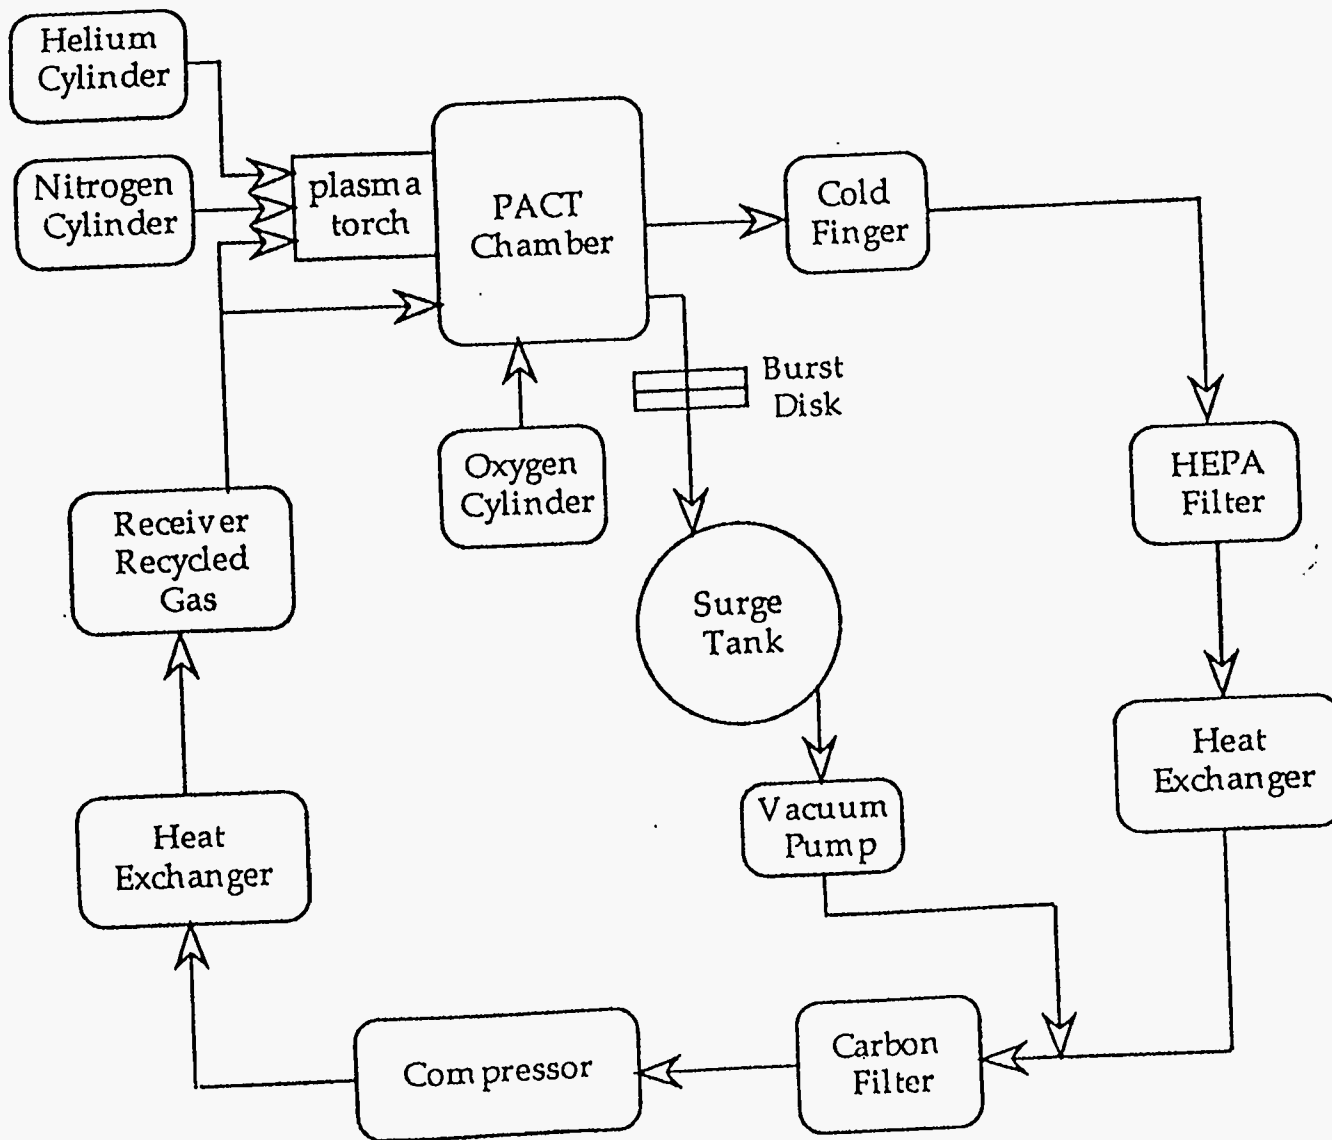 Helium
Cylinder
Nitrogen
Cylinder
plasma
torch
PACT
Chamber
Cold
Finger
Burst
Disk
Oxygen
Cylinder
HEPA
Filter
Receiver
Recycled
Gas
Surge
Tank
Heat
Exchanger
Vacuum
Pump
Heat
Exchanger
Carbon
Filter
Compressor